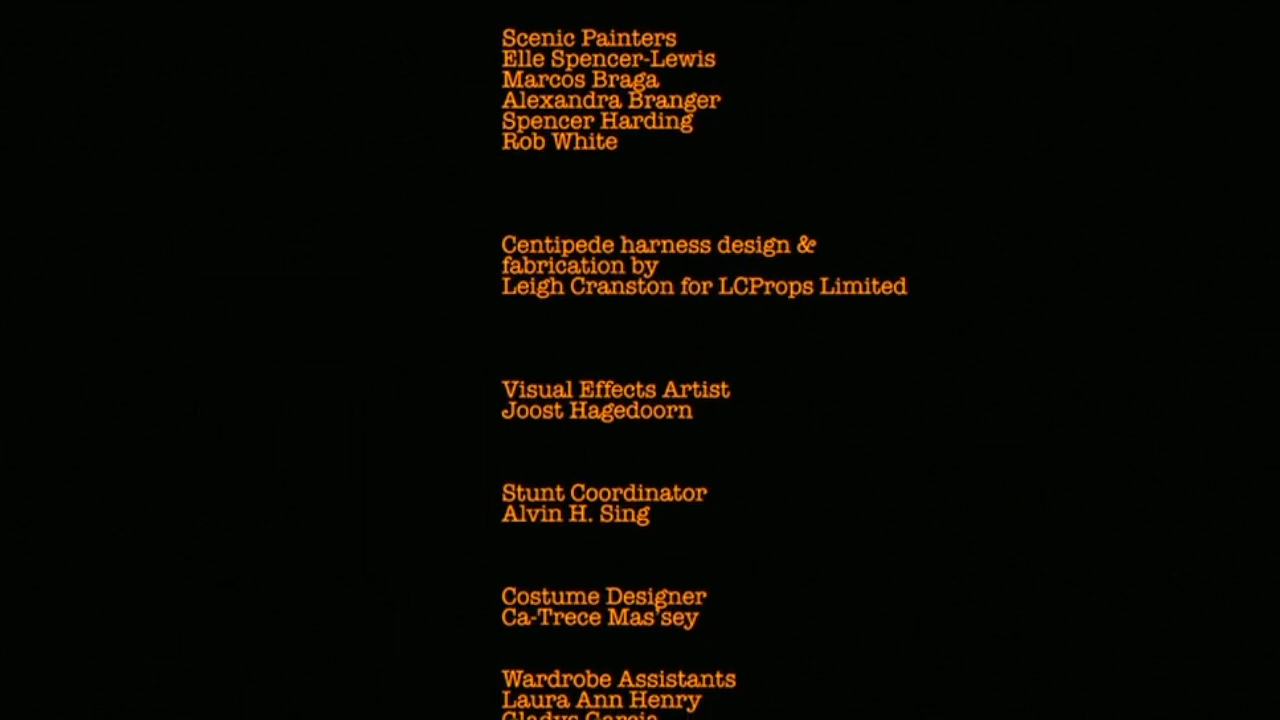 Scenic Painters
Elle Spencer-Lewis
Marcos Braga
Alexandra Branger
Spencer Harding
Rob White
Centipede harness design &
fabrication by
Leigh Cranston for LCProps Limited
Visual Effects Artist
Joost Hagedoorn
Stunt Coordinator
Alvin H. Sing
Costume Designer
Ca-Trece Mas'sey
Wardrobe Assistants
Laura Ann Henry
Gladys Garcia